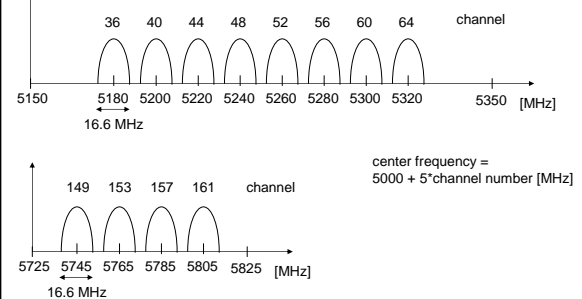 36 40 44 48 52 56 60 64 channel
5150 5180 5200 5220 5240 5260 5280 5300 5320 5350 [MHz]
16.6 MHz
center frequency =
5000 + 5*channel number [MHz]
149 153 157 161 channel
5725 5745 5765 5785 5805 5825 [MHz]
16.6 MHz